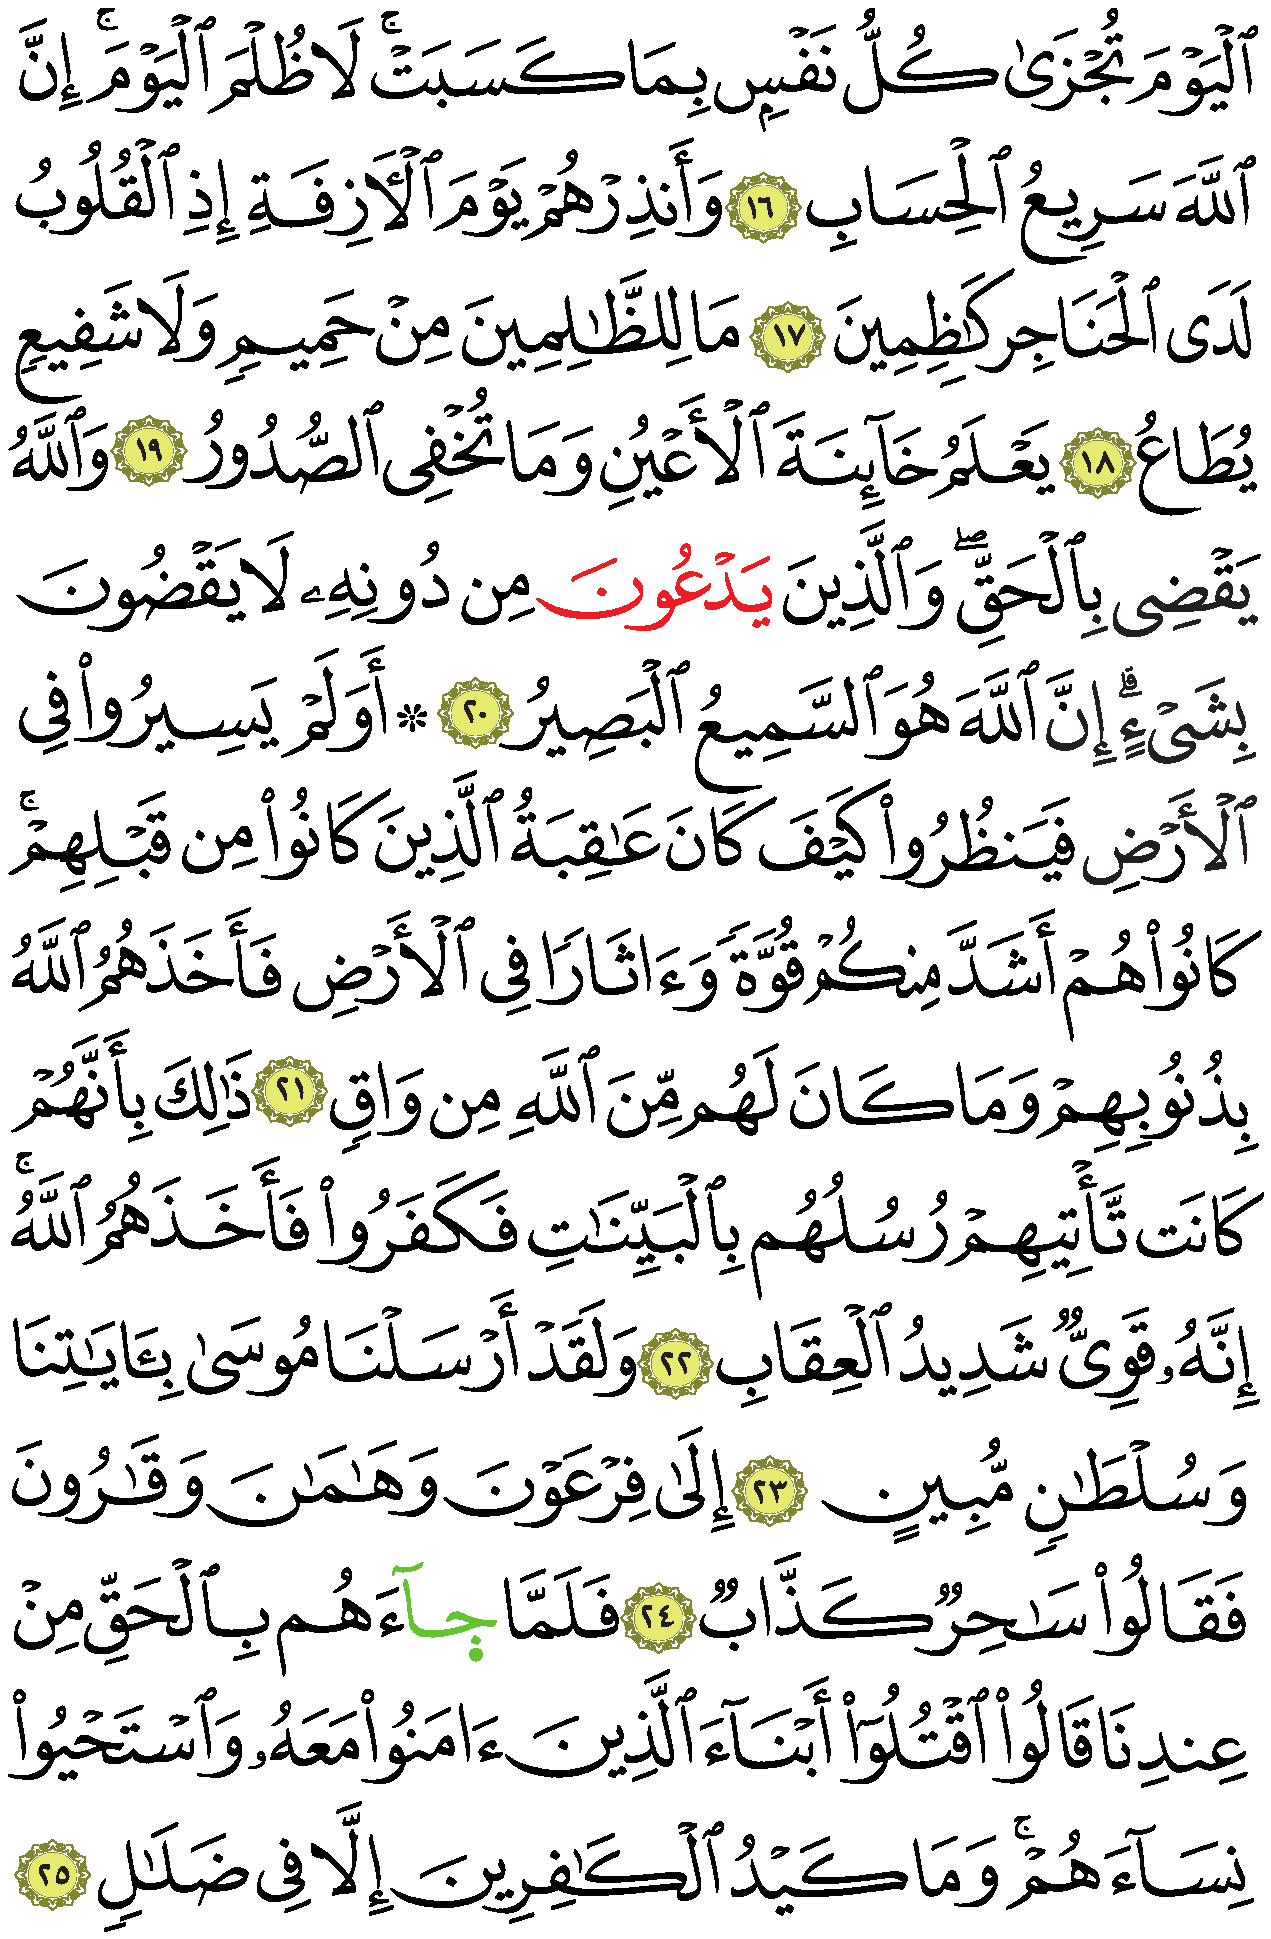 ٱلۡيَوۡمَ تُجۡزَىٰ كُلُّ نَفۡسِۭ بِمَا كَسَبَتۡۚ لَا ظُلۡمَ ٱلۡيَوۡمَۚ إِنَّ
ٱللَّهَ سَرِيعُ ٱلۡحِسَابِ ١٦ وَأَنذِرۡهُمۡ يَوۡمَ ٱلۡأٓزِفَةِ إِذِ ٱلۡقُلُوبُ
لَدَى ٱلۡحَنَاجِرِ كَٰظِمِينَ ١٧ مَا لِلظَّٰلِمِينَ مِنۡ حَمِيمٖ وَلَا شَفِيعٖ
يُطَاعُ ١٨ يَعۡلَمُ خَآئِنَةَ ٱلۡأَعۡيُنِ وَمَا تُخۡفِي ٱلصُّدُورُ ١٩ وَٱللَّهُ
يَقۡضِي بِٱلۡحَقِّۖ وَٱلَّذِينَ يَدۡعُونَ مِن دُونِهِۦ لَا يَقۡضُونَ
بِشَيۡءٍۗ إِنَّ ٱللَّهَ هُوَ ٱلسَّمِيعُ ٱلۡبَصِيرُ ٢٠ ۞ أَوَلَمۡ يَسِيرُواْ فِي
ٱلۡأَرۡضِ فَيَنظُرُواْ كَيۡفَ كَانَ عَٰقِبَةُ ٱلَّذِينَ كَانُواْ مِن قَبۡلِهِمۡۚ
كَانُواْ هُمۡ أَشَدَّ مِنكُمۡ قُوَّةٗ وَءَاثَارٗا فِي ٱلۡأَرۡضِ فَأَخَذَهُمُ ٱللَّهُ
بِذُنُوبِهِمۡ وَمَا كَانَ لَهُم مِّنَ ٱللَّهِ مِن وَاقٖ ٢١ ذَٰلِكَ بِأَنَّهُمۡ
كَانَت تَّأۡتِيهِمۡ رُسُلُهُم بِٱلۡبَيِّنَٰتِ فَكَفَرُواْ فَأَخَذَهُمُ ٱللَّهُۚ
إِنَّهُۥ قَوِيّٞ شَدِيدُ ٱلۡعِقَابِ ٢٢ وَلَقَدۡ أَرۡسَلۡنَا مُوسَىٰ بِـَٔايَٰتِنَا
وَسُلۡطَٰنٖ مُّبِينٍ ٢٣ إِلَىٰ فِرۡعَوۡنَ وَهَٰمَٰنَ وَقَٰرُونَ
فَقَالُواْ سَٰحِرٞ كَذَّابٞ ٢٤ فَلَمَّا جَآءَهُم بِٱلۡحَقِّ مِنۡ
عِندِنَا قَالُواْ ٱقۡتُلُوٓاْ أَبۡنَآءَ ٱلَّذِينَ ءَامَنُواْ مَعَهُۥ وَٱسۡتَحۡيُواْ
نِسَآءَهُمۡۚ وَمَا كَيۡدُ ٱلۡكَٰفِرِينَ إِلَّا فِي ضَلَٰلٖ ٢٥